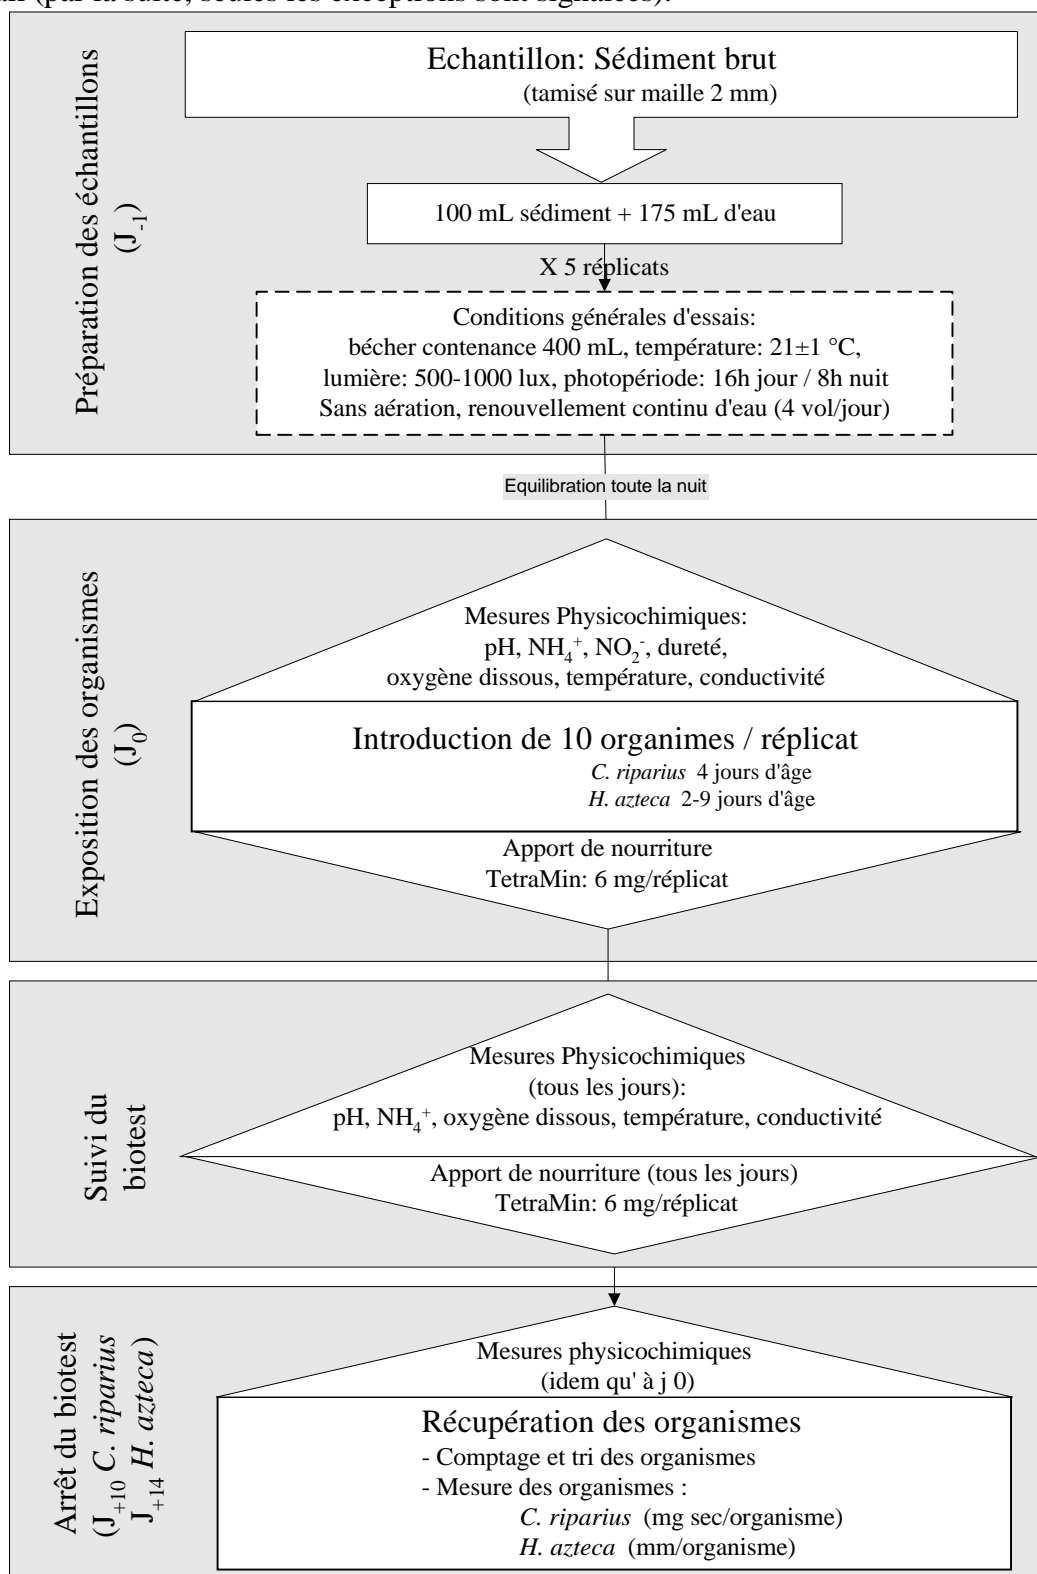 an (par la suite, seules les exceptions sont signalées).
Préparation des échantillons
(J-1)
Echantillon: Sédiment brut
(tamisé sur maille 2 mm)
100 mL sédiment + 175 mL d'eau
X 5 réplicats
Conditions générales d'essai:
bécher contenance 400 mL, température: 21±1 °C,
lumière: 500-1000 lux, photopériode: 16h jour / 8h nuit
Sans aération, renouvellement continu d'eau (4 vol/jour)
Equilibration toute la nuit
Exposition des organismes
(J0)
Mesures Physicochimiques:
pH, NH4+, NO2-, dureté,
oxygène dissous, température, conductivité
Introduction de 10 organimes / réplicat
C. riparius 4 jours d'âge
H. azteca 2-9 jours d'âge
Apport de nourriture
TetraMin: 6 mg/réplicat
Suivi du
biotest
Mesures Physicochimiques
(tous les jours):
pH, NH4+, oxygène dissous, température, conductivité
Apport de nourriture (tous les jours)
TetraMin: 6 mg/réplicat
Arrêt du biotest
(J+10 C. riparius
J+14 H. azteca)
Mesures physicochimiques
(idem qu' à j 0)
Récupération des organismes
- Comptage et tri des organismes
- Mesure des organismes :
C. riparius (mg sec/organisme)
H. azteca (mm/organisme)